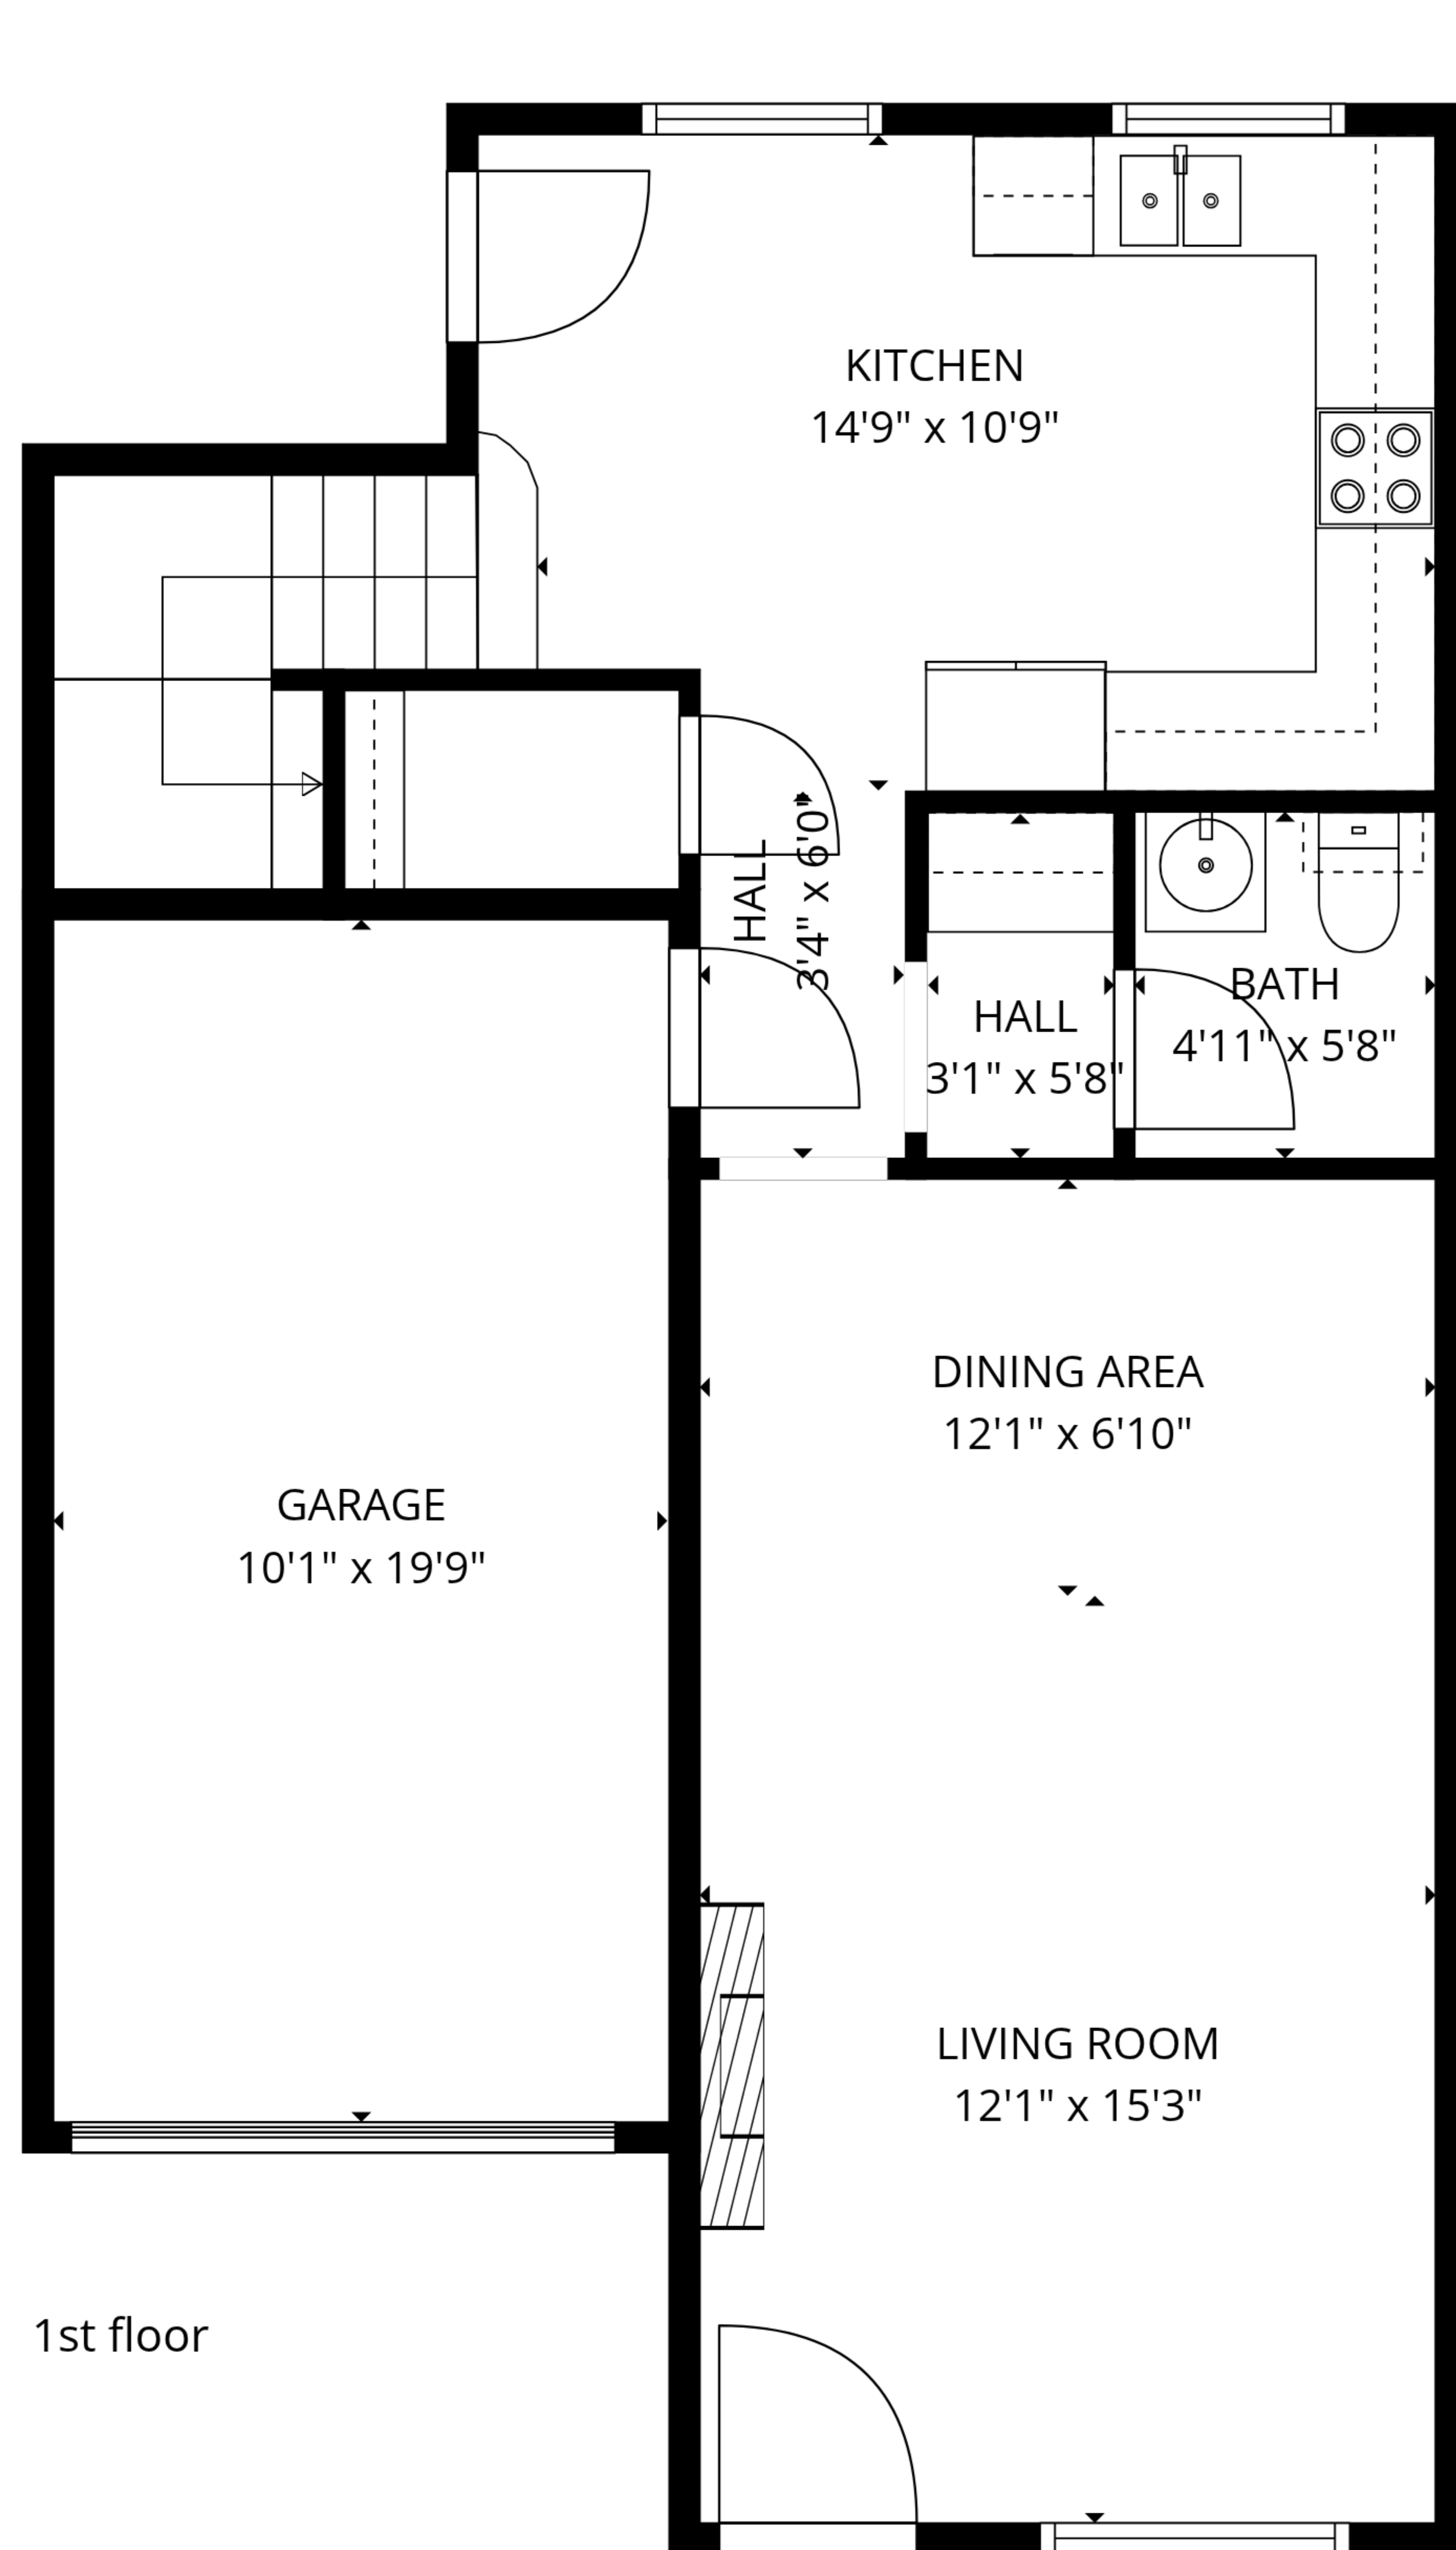 KITCHEN
14'9" x 10'9"
HALL
3'4" x 6'0"
HALL
3'1" x 5'8"
BATH
4'11" x 5'8"
DINING AREA
12'1" x 6'10"
GARAGE
10'1" x 19'9"
LIVING ROOM
12'1" x 15'3"
1st floor